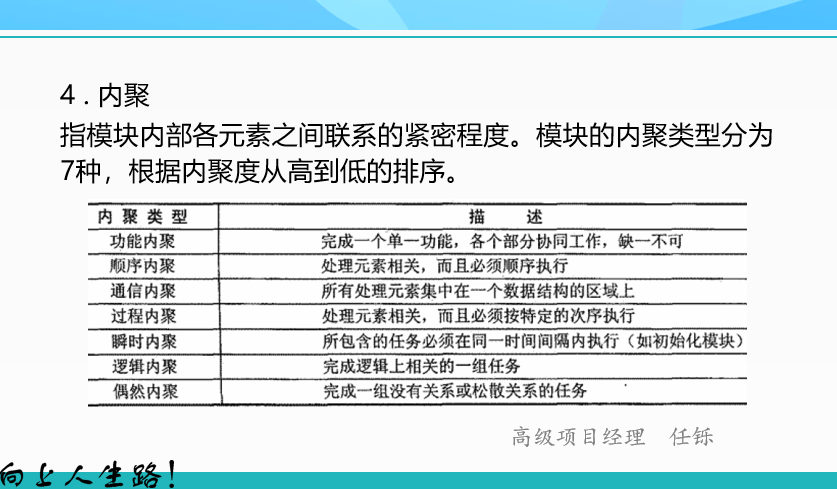 4 . 内聚
指模块内部各元素之间联系的紧密程度。模块的内聚类型分为
7种，根据内聚度从高到低的排序。
内 聚 类 型 描 述
功能内聚 完成一个单一功能，各个部分协同工作，缺一不可
顺序内聚 处理元素相关，而且必须顺序执行
通信内聚 所有处理元素集中在一个数据结构的区域上
过程内聚 处理元素相关，而且必须按特定的次序执行
瞬时内聚 所包含的任务必须在同一时间间隔内执行（如初始化模块）
逻辑内聚 完成逻辑上相关的一组任务
偶然内聚 完成一组没有关系或松散关系的任务
高级项目经理 任铄
向上人生路！